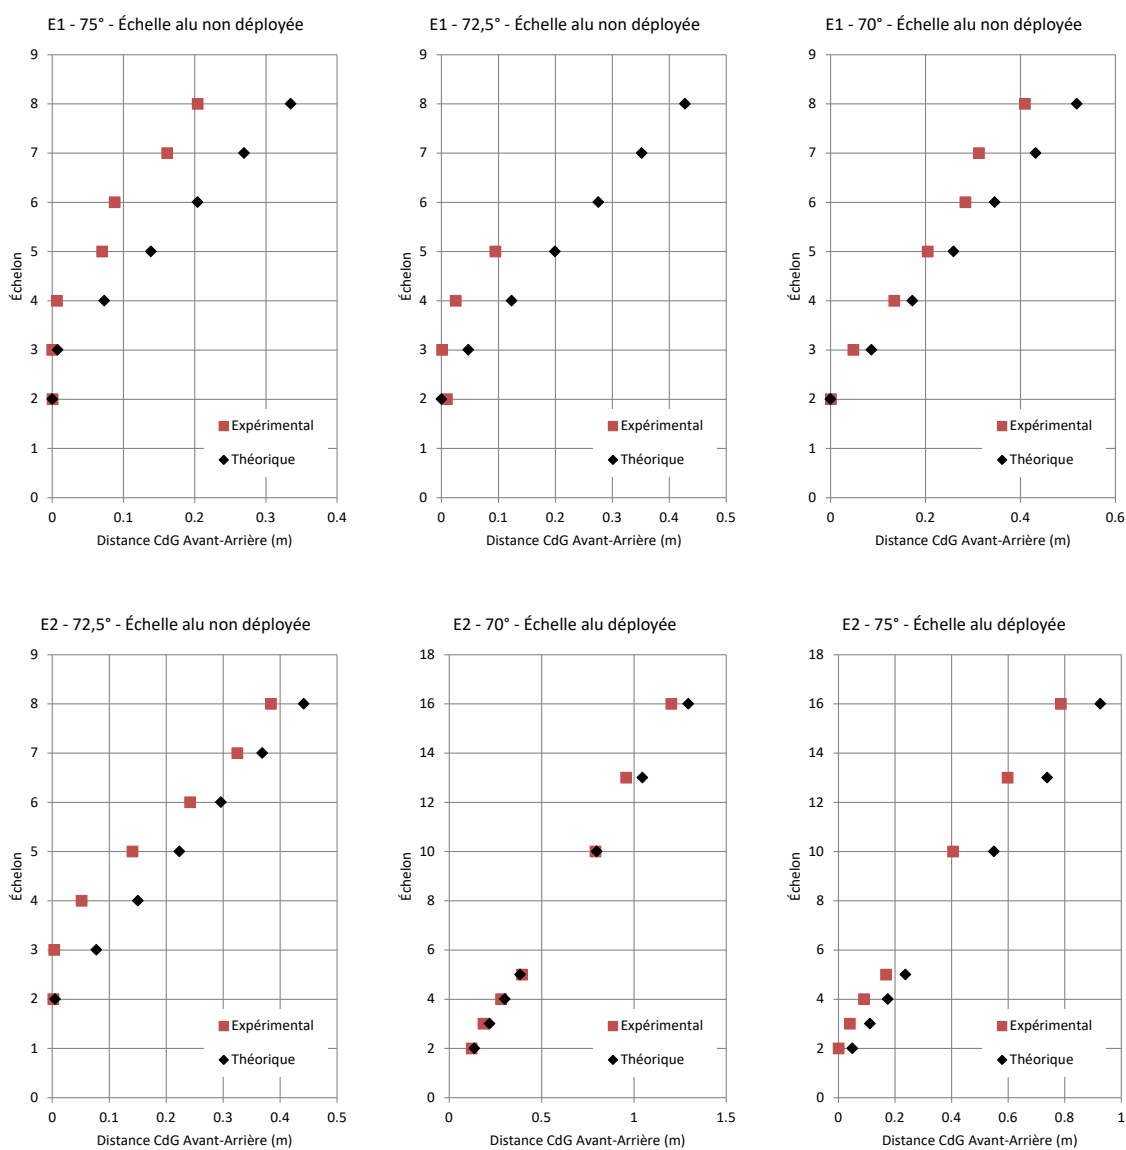 E1 - 75° - Échelle alu non déployée
9
8
7
6
5
4
3
2
1
0
Échelon
Expérimental
Théorique
0 0.1 0.2 0.3 0.4
Distance CdG Avant-Arrière (m)
E1 - 72,5° - Échelle alu non déployée
9
8
7
6
5
4
3
2
1
0
Échelon
Expérimental
Théorique
0 0.1 0.2 0.3 0.4 0.5
Distance CdG Avant-Arrière (m)
E1 - 70° - Échelle alu non déployée
9
8
7
6
5
4
3
2
1
0
Échelon
Expérimental
Théorique
0 0.2 0.4 0.6
Distance CdG Avant-Arrière (m)
E2 - 72,5° - Échelle alu non déployée
9
8
7
6
5
4
3
2
1
0
Échelon
Expérimental
Théorique
0 0.1 0.2 0.3 0.4 0.5
Distance CdG Avant-Arrière (m)
E2 - 70° - Échelle alu déployée
18
16
14
12
10
8
6
4
2
0
Échelon
Expérimental
Théorique
0 0.5 1 1.5
Distance CdG Avant-Arrière (m)
E2 - 75° - Échelle alu déployée
18
16
14
12
10
8
6
4
2
0
Échelon
Expérimental
Théorique
0 0.2 0.4 0.6 0.8 1
Distance CdG Avant-Arrière (m)